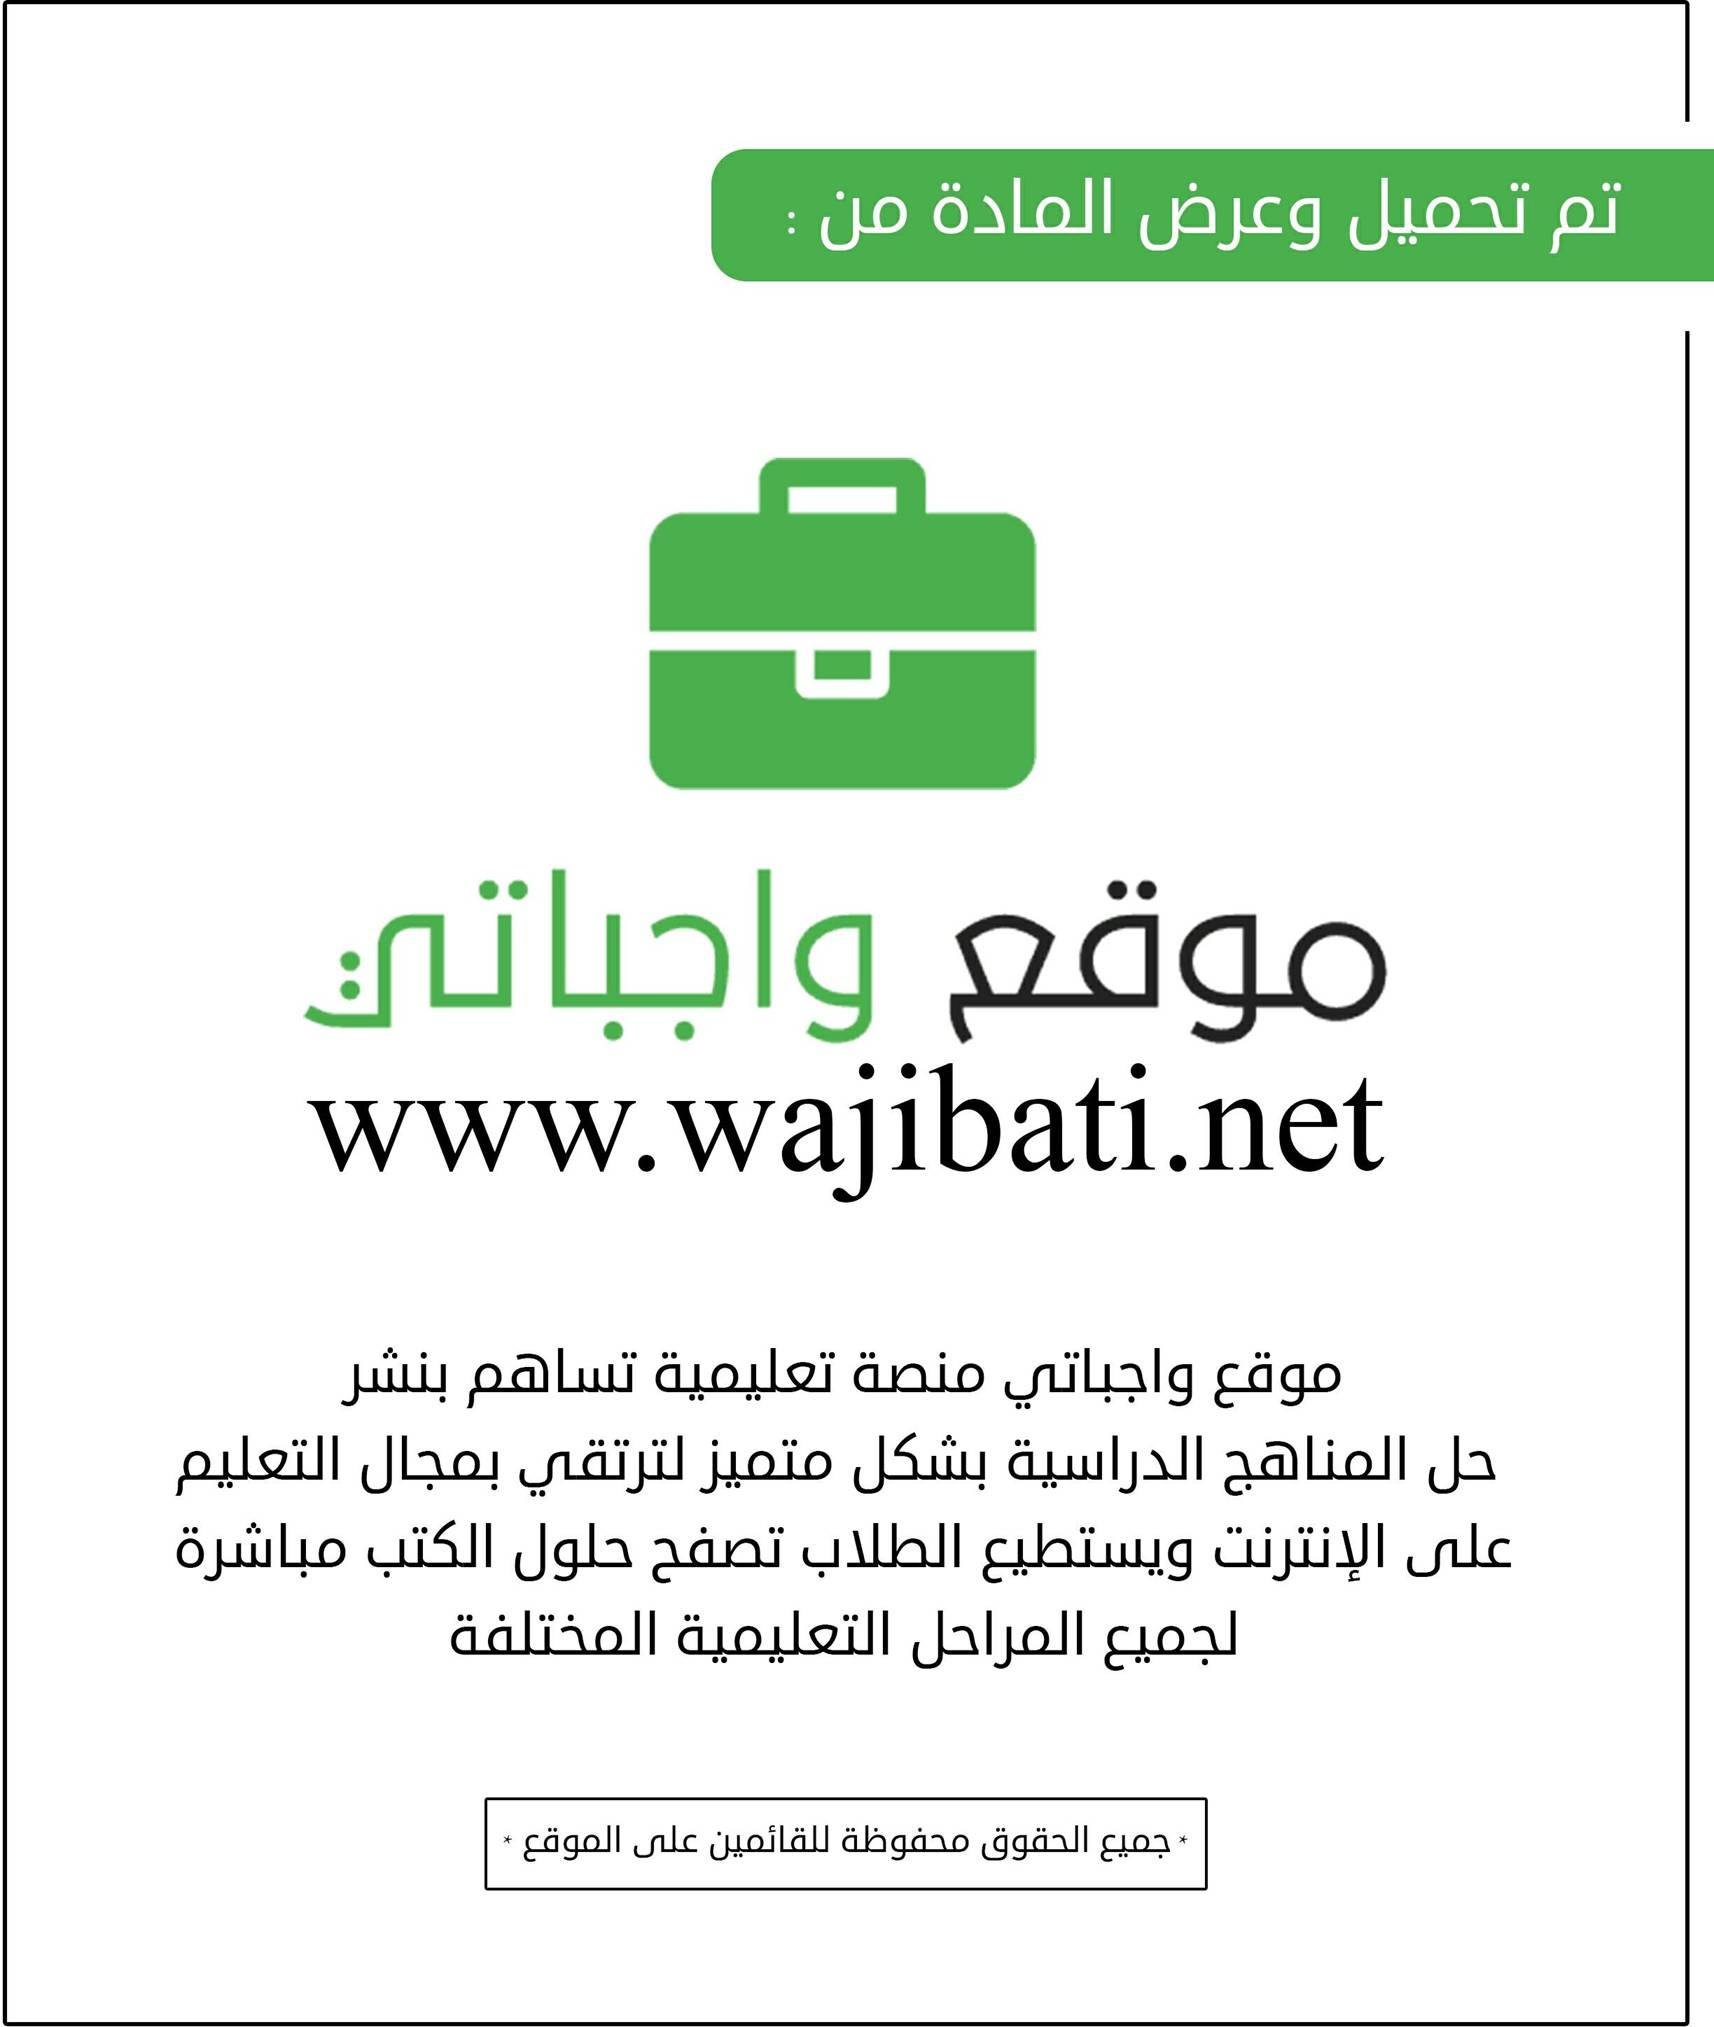 تم تحميل وعرض المادة من :
موقع واجباتي
www.wajibati.net
موقع واجباتي منصة تعليمية تساهم بنشر
حل المناهج الدراسية بشكل متميز لترتقي بمجال التعليم
على الإنترنت ويستطيع الطلاب تصفح حلول الكتب مباشرة
لجميع المراحل التعليمية المختلفة
* جميع الحقوق محفوظة للقائمين على الموقع *